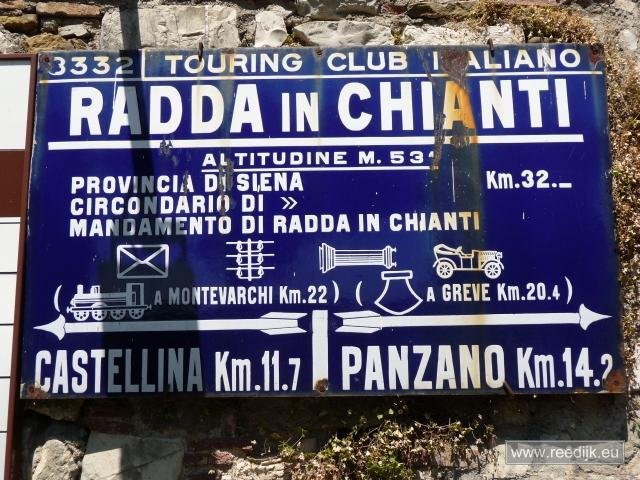 3332 TOURING CLUB ITALIANO
RADDA IN CHIANTI
ALTITUDINE M. 531
PROVINCIA DI SIENA Km.32._
CIRCONDARIO DI »
MANDAMENTO DI RADDA IN CHIANTI
( A MONTEVARCHI Km.22 ) ( A GREVE Km.20.4 )
CASTELLINA Km.11.7 PANZANO Km.14.2
www.reedijk.eu